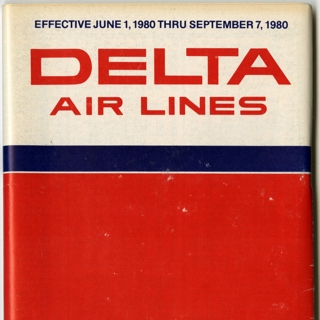 EFFECTIVE JUNE 1, 1980 THRU SEPTEMBER 7, 1980
DELTA
AIR LINES